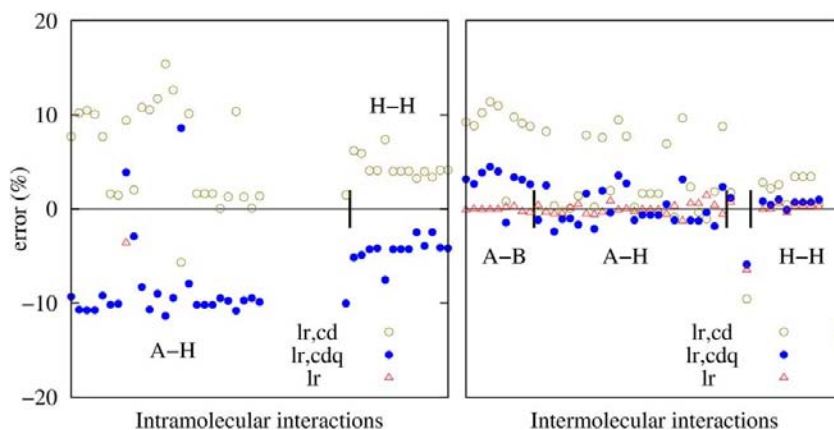 20
10
0
−10
−20
error (%)
H−H
A−H
lr,cd
lr,cdq
lr
Intramolecular interactions
A−B
A−H
H−H
lr,cd
lr,cdq
lr
Intermolecular interactions